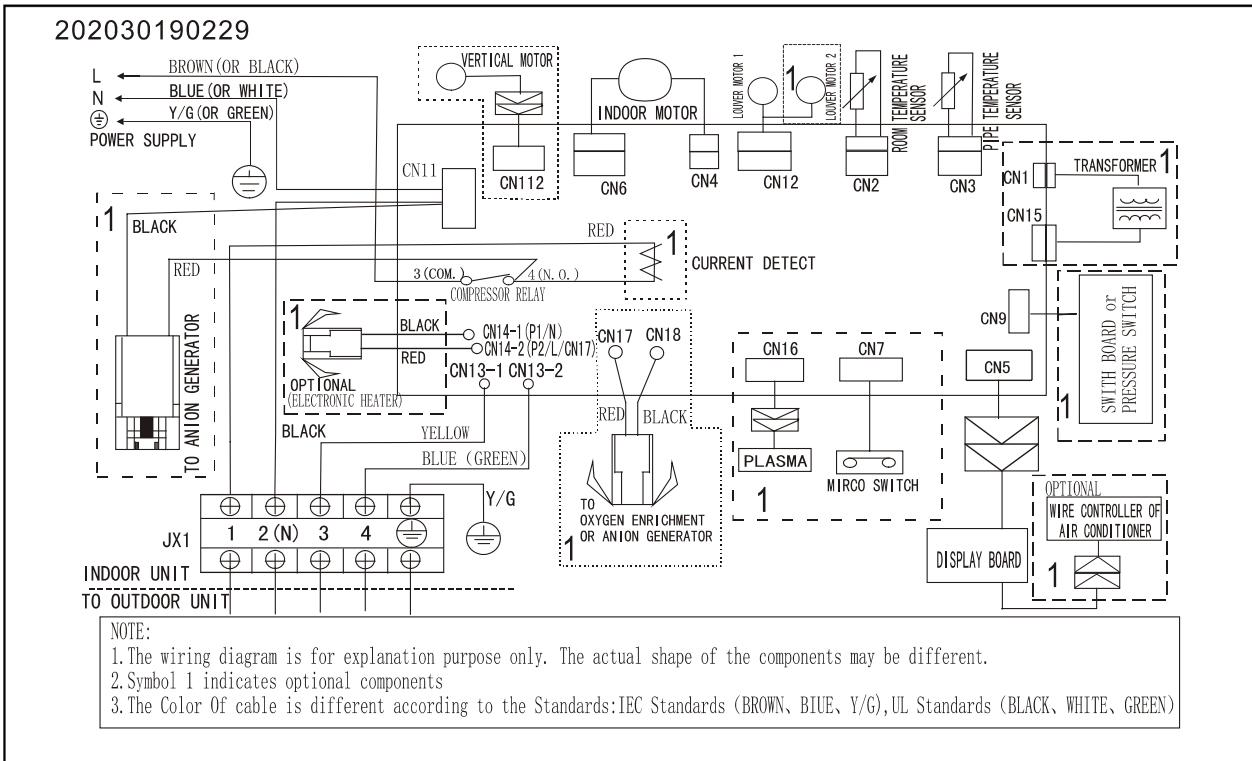 202030190229
L
BROWN(OR BLACK)
N
BLUE(OR WHITE)
Y/G(OR GREEN)
POWER SUPPLY
VERTICAL MOTOR
CN112
INDOOR MOTOR
CN6
CN4
LOUVER MOTOR 1
1
LOUVER MOTOR 2
CN12
ROOM TEMPERATURE
SENSOR
CN2
PIPE TEMPERATURE
SENSOR
CN3
CN11
CN1
TRANSFORMER
1
CN15
1
BLACK
RED
TO ANION GENERATOR
RED
1
CURRENT DETECT
3(COM.)
4(N.O.)
COMPRESSOR RELAY
1
BLACK
RED
OPTIONAL
(ELECTRONIC HEATER)
CN14-1(P1/N)
CN14-2(P2/L/CN17)
CN13-1
CN13-2
CN17
CN18
RED
BLACK
TO
OXYGEN ENRICHMENT
OR ANION GENERATOR
1
CN16
CN7
PLASMA
MIRCO SWITCH
1
CN9
CN5
SWITH BOARD or
PRESSURE SWITCH
1
BLACK
YELLOW
BLUE (GREEN)
Y/G
JX1
1
2(N)
3
4
DISPLAY BOARD
OPTIONAL
WIRE CONTROLLER OF
AIR CONDITIONER
1
INDOOR UNIT
TO OUTDOOR UNIT
NOTE:
1.The wiring diagram is for explanation purpose only. The actual shape of the components may be different.
2.Symbol 1 indicates optional components
3.The Color Of cable is different according to the Standards:IEC Standards (BROWN、BIUE、Y/G),UL Standards (BLACK、WHITE、GREEN)